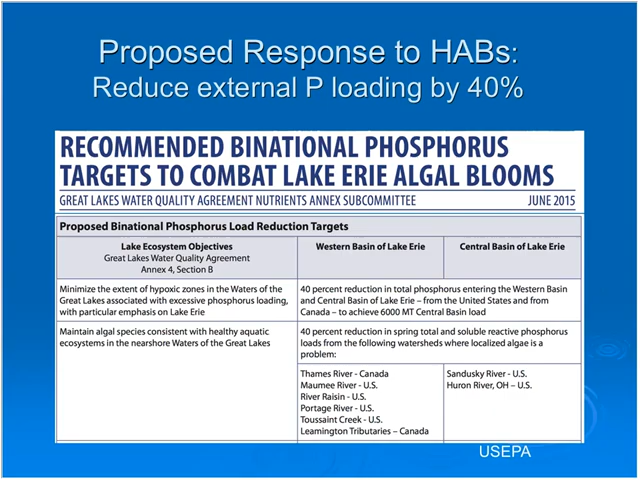 Proposed Response to HABs:
Reduce external P loading by 40%
RECOMMENDED BINATIONAL PHOSPHORUS
TARGETS TO COMBAT LAKE ERIE ALGAL BLOOMS
GREAT LAKES WATER QUALITY AGREEMENT NUTRIENTS ANNEX SUBCOMMITTEE JUNE 2015
Proposed Binational Phosphorus Load Reduction Targets
Lake Ecosystem Objectives
Great Lakes Water Quality Agreement
Annex 4, Section B
Western Basin of Lake Erie
Central Basin of Lake Erie
Minimize the extent of hypoxic zones in the Waters of the
Great Lakes associated with excessive phosphorus loading,
with particular emphasis on Lake Erie
40 percent reduction in total phosphorus entering the Western Basin
and Central Basin of Lake Erie – from the United States and from
Canada – to achieve 6000 MT Central Basin load
Maintain algal species consistent with healthy aquatic
ecosystems in the nearshore Waters of the Great Lakes
40 percent reduction in spring total and soluble reactive phosphorus
loads from the following watersheds where localized algae is a
problem:
Thames River - Canada
Maumee River - U.S.
River Raisin - U.S.
Portage River - U.S.
Toussaint Creek - U.S.
Leamington Tributaries – Canada
Sandusky River - U.S.
Huron River, OH – U.S.
USEPA